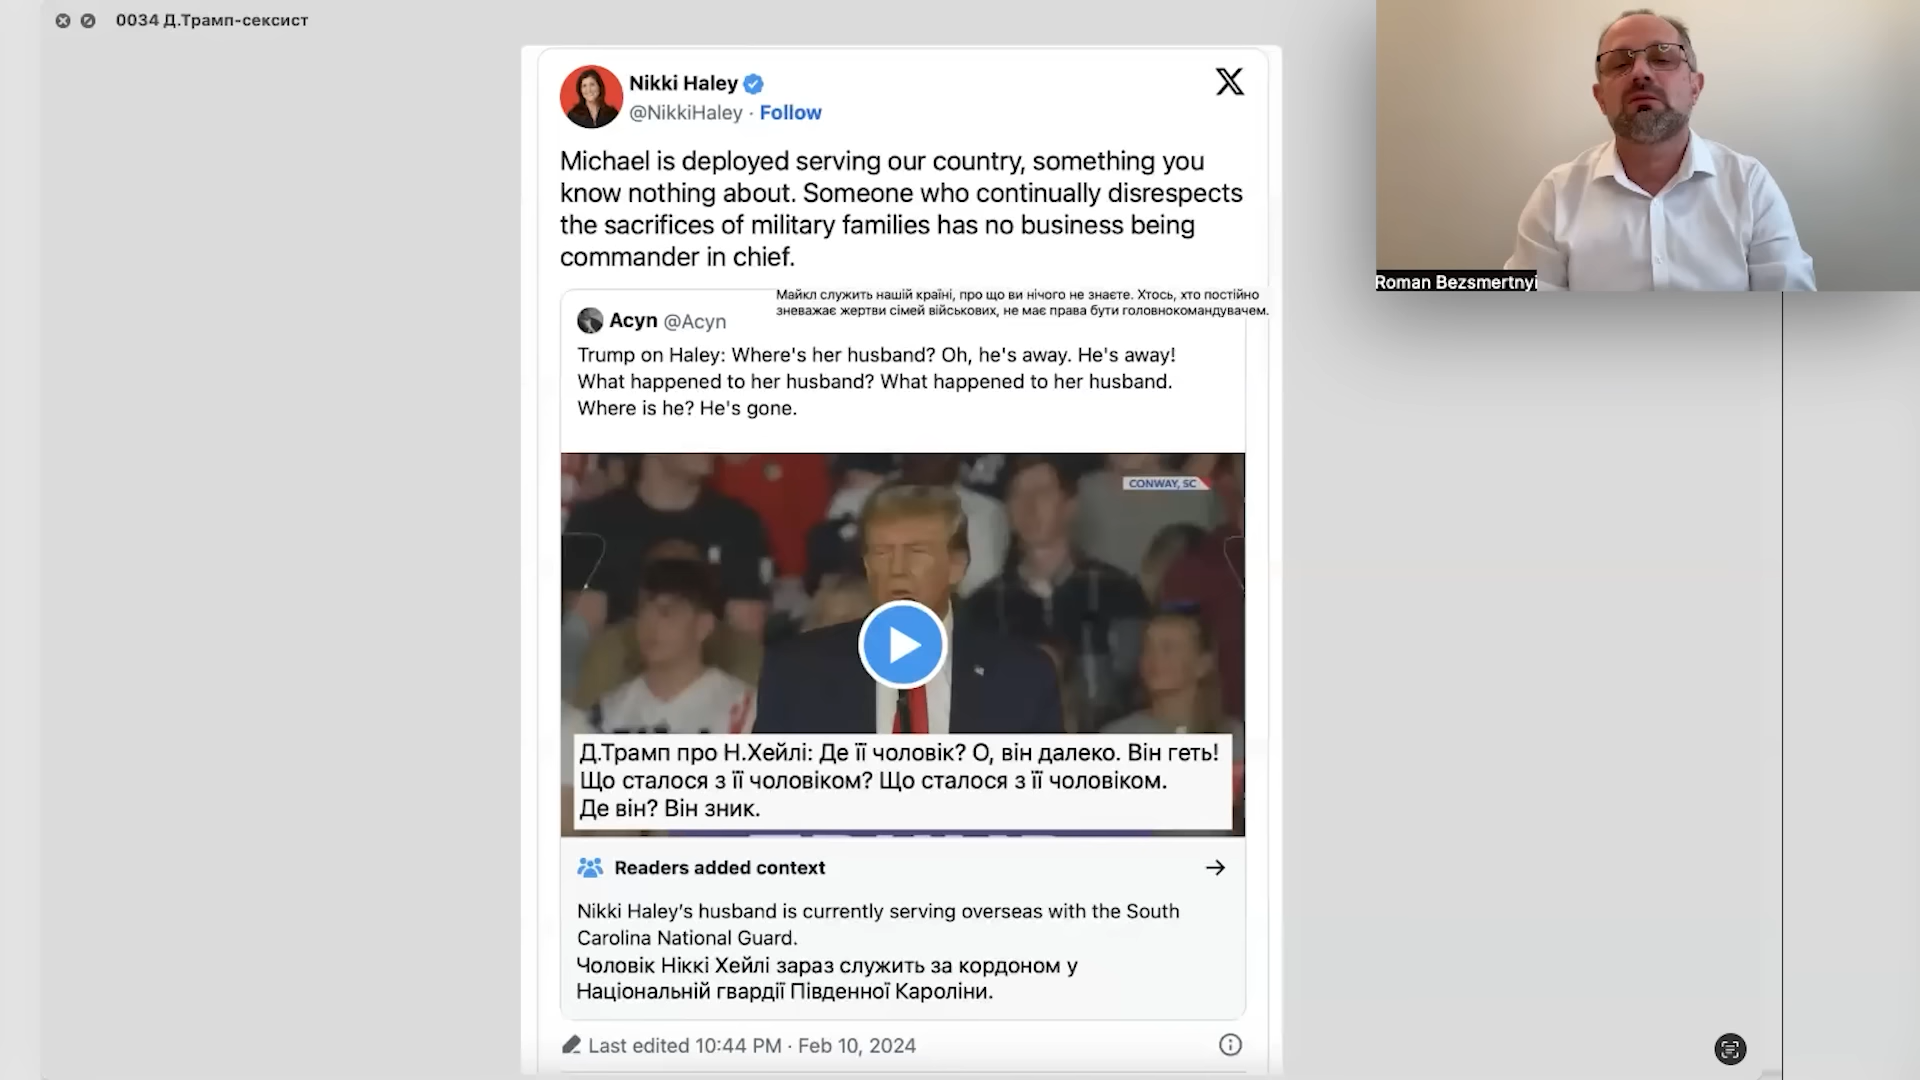 0034 Д.Трамп-сексист
Nikki Haley
@NikkiHaley · Follow
Michael is deployed serving our country, something you
know nothing about. Someone who continually disrespects
the sacrifices of military families has no business being
commander in chief.
Майкл служить нашій країні, про що ви нічого не знаєте. Хтось, хто постійно
зневажає жертви сімей військових, не має права бути головнокомандувачем.
Acyn @Acyn
Trump on Haley: Where's her husband? Oh, he's away. He's away!
What happened to her husband? What happened to her husband.
Where is he? He's gone.
CONWAY, SC
Д.Трамп про Н.Хейлі: Де її чоловік? О, він далеко. Він геть!
Що сталося з її чоловіком? Що сталося з її чоловіком.
Де він? Він зник.
Readers added context
Nikki Haley’s husband is currently serving overseas with the South
Carolina National Guard.
Чоловік Ніккі Хейлі зараз служить за кордоном у
Національній гвардії Південної Кароліни.
Last edited 10:44 PM · Feb 10, 2024
Roman Bezsmertnyi